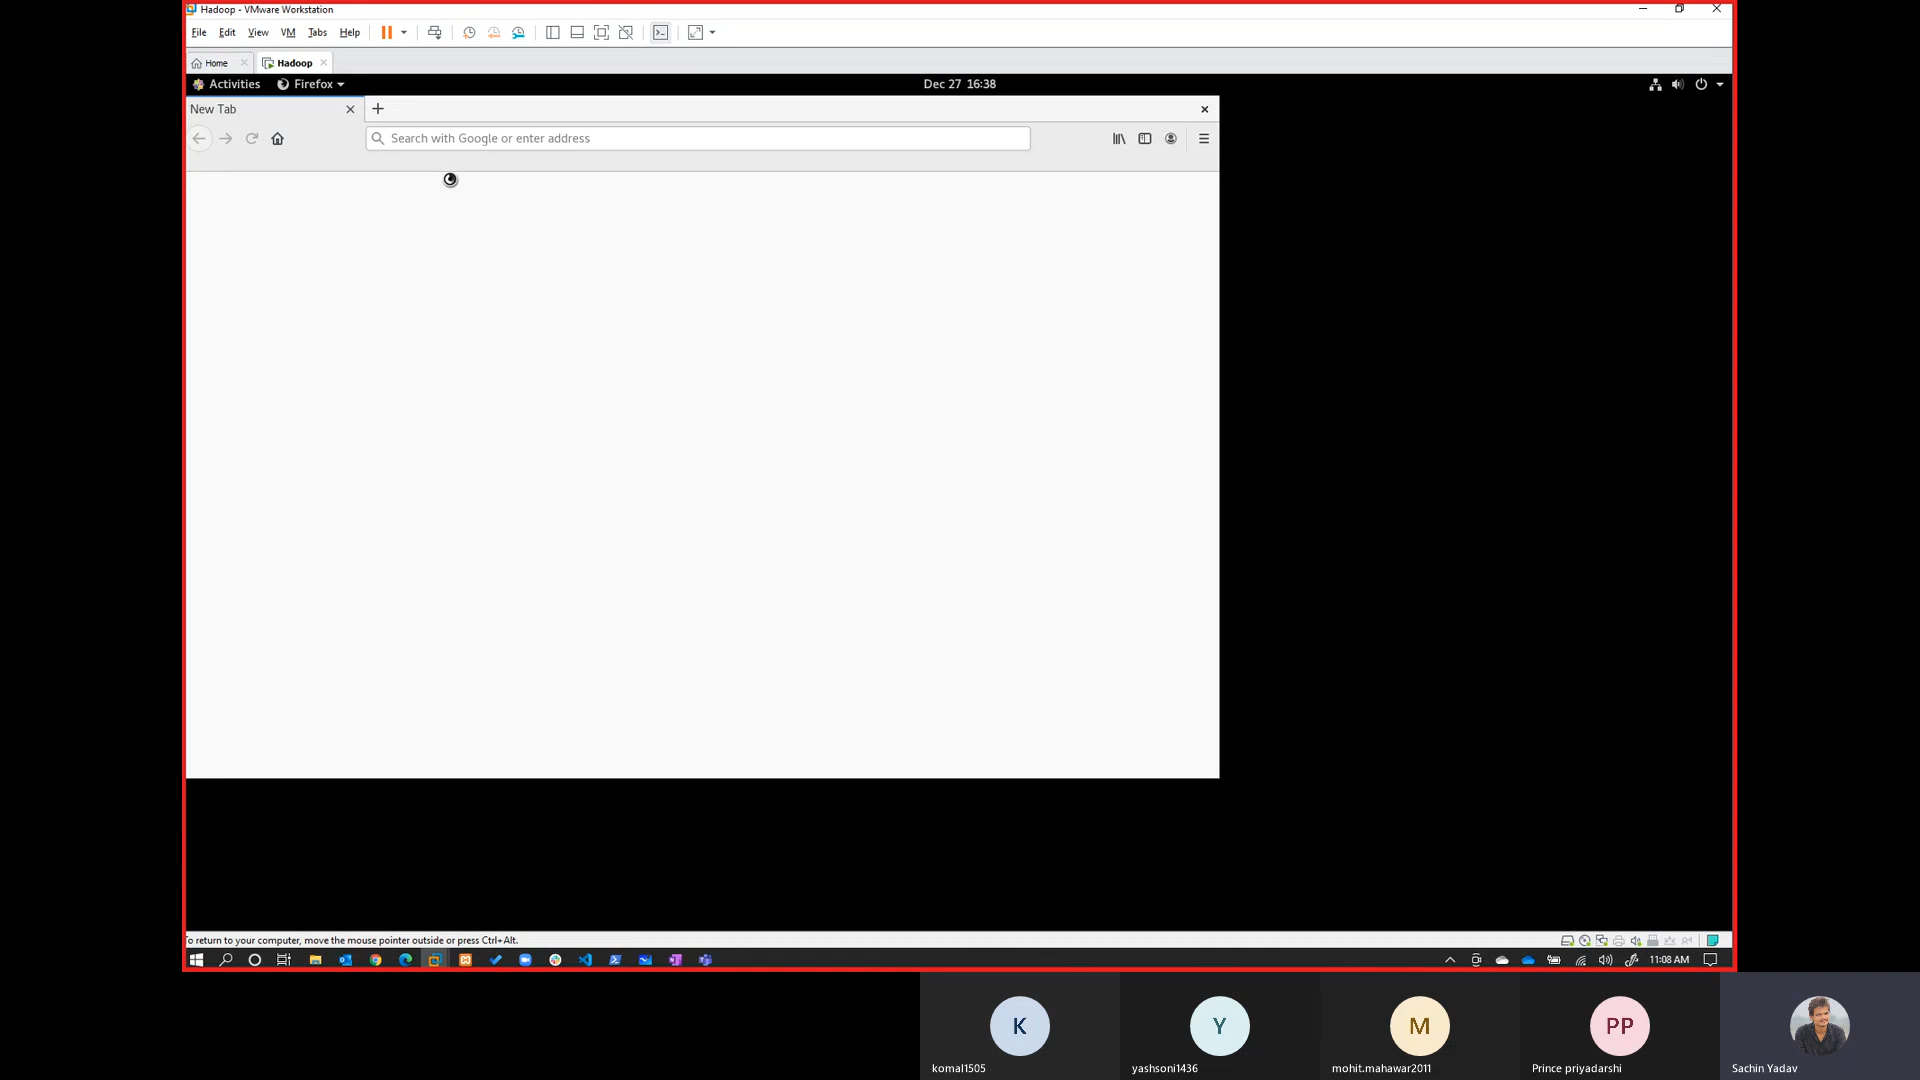 Hadoop - VMware Workstation
File Edit View VM Tabs Help
Home Hadoop
Activities Firefox Dec 27 16:38
New Tab
Search with Google or enter address
To return to your computer, move the mouse pointer outside or press Ctrl+Alt.
11:08 AM
K Y M PP
komal1505 yashsoni1436 mohit.mahawar2011 Prince priyadarshi Sachin Yadav